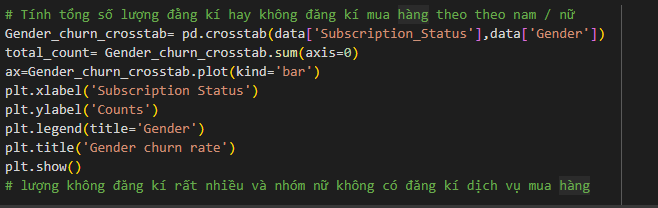 # Tính tổng số lượng đằng kí hay không đăng kí mua hàng theo theo nam / nữ
Gender_churn_crosstab= pd.crosstab(data['Subscription_Status'],data['Gender'])
total_count= Gender_churn_crosstab.sum(axis=0)
ax=Gender_churn_crosstab.plot(kind='bar')
plt.xlabel('Subscription Status')
plt.ylabel('Counts')
plt.legend(title='Gender')
plt.title('Gender churn rate')
plt.show()
# lượng không đăng kí rất nhiều và nhóm nữ không có đăng kí dịch vụ mua hàng